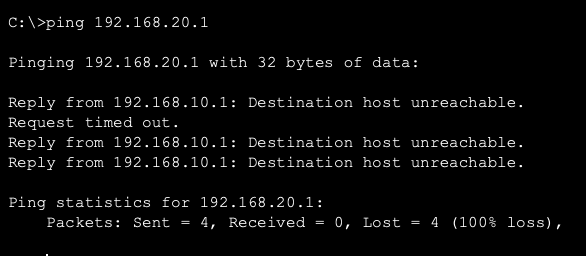 C:\>ping 192.168.20.1
Pinging 192.168.20.1 with 32 bytes of data:
Reply from 192.168.10.1: Destination host unreachable.
Request timed out.
Reply from 192.168.10.1: Destination host unreachable.
Reply from 192.168.10.1: Destination host unreachable.
Ping statistics for 192.168.20.1:
Packets: Sent = 4, Received = 0, Lost = 4 (100% loss),